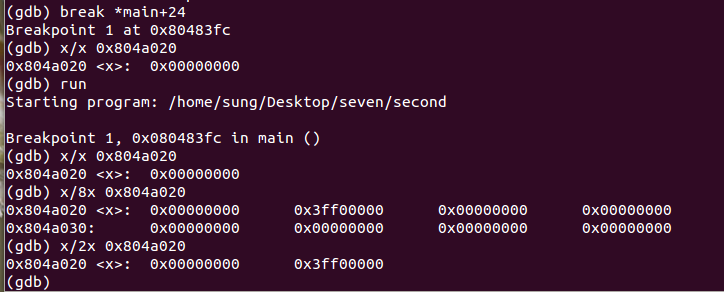 (gdb) break *main+24
Breakpoint 1 at 0x80483fc
(gdb) x/x 0x804a020
0x804a020 <x>:  0x00000000
(gdb) run
Starting program: /home/sung/Desktop/seven/second

Breakpoint 1, 0x080483fc in main ()
(gdb) x/x 0x804a020
0x804a020 <x>:  0x00000000
(gdb) x/8x 0x804a020
0x804a020 <x>:  0x00000000      0x3ff00000      0x00000000      0x00000000
0x804a030:      0x00000000      0x00000000      0x00000000      0x00000000
(gdb) x/2x 0x804a020
0x804a020 <x>:  0x00000000      0x3ff00000
(gdb)